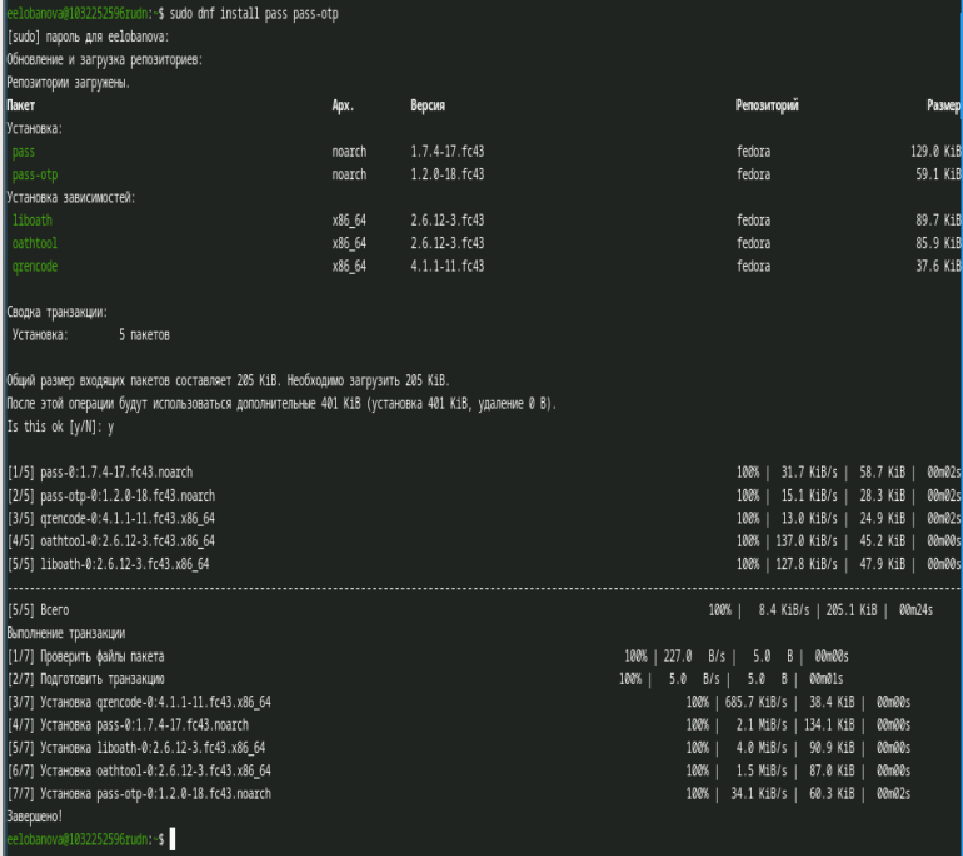 eelobanova@1032252596rudn:~$ sudo dnf install pass pass-otp
[sudo] пароль для eelobanova:
Обновление и загрузка репозиториев:
Репозитории загружены.
Пакет Арх. Версия Репозиторий Размер
Установка:
pass noarch 1.7.4-17.fc43 fedora 129.0 KiB
pass-otp noarch 1.2.0-18.fc43 fedora 59.1 KiB
Установка зависимостей:
liboath x86_64 2.6.12-3.fc43 fedora 89.7 KiB
oathtool x86_64 2.6.12-3.fc43 fedora 85.9 KiB
qrencode x86_64 4.1.1-11.fc43 fedora 37.6 KiB
Сводка транзакции:
Установка: 5 пакетов
Общий размер входящих пакетов составляет 205 KiB. Необходимо загрузить 205 KiB.
После этой операции будут использоваться дополнительные 401 KiB (установка 401 KiB, удаление 0 B).
Is this ok [y/N]: y
[1/5] pass-0:1.7.4-17.fc43.noarch 100% | 31.7 KiB/s | 58.7 KiB | 00m02s
[2/5] pass-otp-0:1.2.0-18.fc43.noarch 100% | 15.1 KiB/s | 28.3 KiB | 00m02s
[3/5] qrencode-0:4.1.1-11.fc43.x86_64 100% | 13.0 KiB/s | 24.9 KiB | 00m02s
[4/5] oathtool-0:2.6.12-3.fc43.x86_64 100% | 137.0 KiB/s | 45.2 KiB | 00m00s
[5/5] liboath-0:2.6.12-3.fc43.x86_64 100% | 127.8 KiB/s | 47.9 KiB | 00m00s
[5/5] Всего 100% | 8.4 KiB/s | 205.1 KiB | 00m24s
Выполнение транзакции
[1/7] Проверить файлы пакета 100% | 227.0 B/s | 5.0 B | 00m00s
[2/7] Подготовить транзакцию 100% | 5.0 B/s | 5.0 B | 00m01s
[3/7] Установка qrencode-0:4.1.1-11.fc43.x86_64 100% | 685.7 KiB/s | 38.4 KiB | 00m00s
[4/7] Установка pass-0:1.7.4-17.fc43.noarch 100% | 2.1 MiB/s | 134.1 KiB | 00m00s
[5/7] Установка liboath-0:2.6.12-3.fc43.x86_64 100% | 4.0 MiB/s | 90.9 KiB | 00m00s
[6/7] Установка oathtool-0:2.6.12-3.fc43.x86_64 100% | 1.5 MiB/s | 87.0 KiB | 00m00s
[7/7] Установка pass-otp-0:1.2.0-18.fc43.noarch 100% | 34.1 KiB/s | 60.3 KiB | 00m02s
Завершено!
eelobanova@1032252596rudn:~$